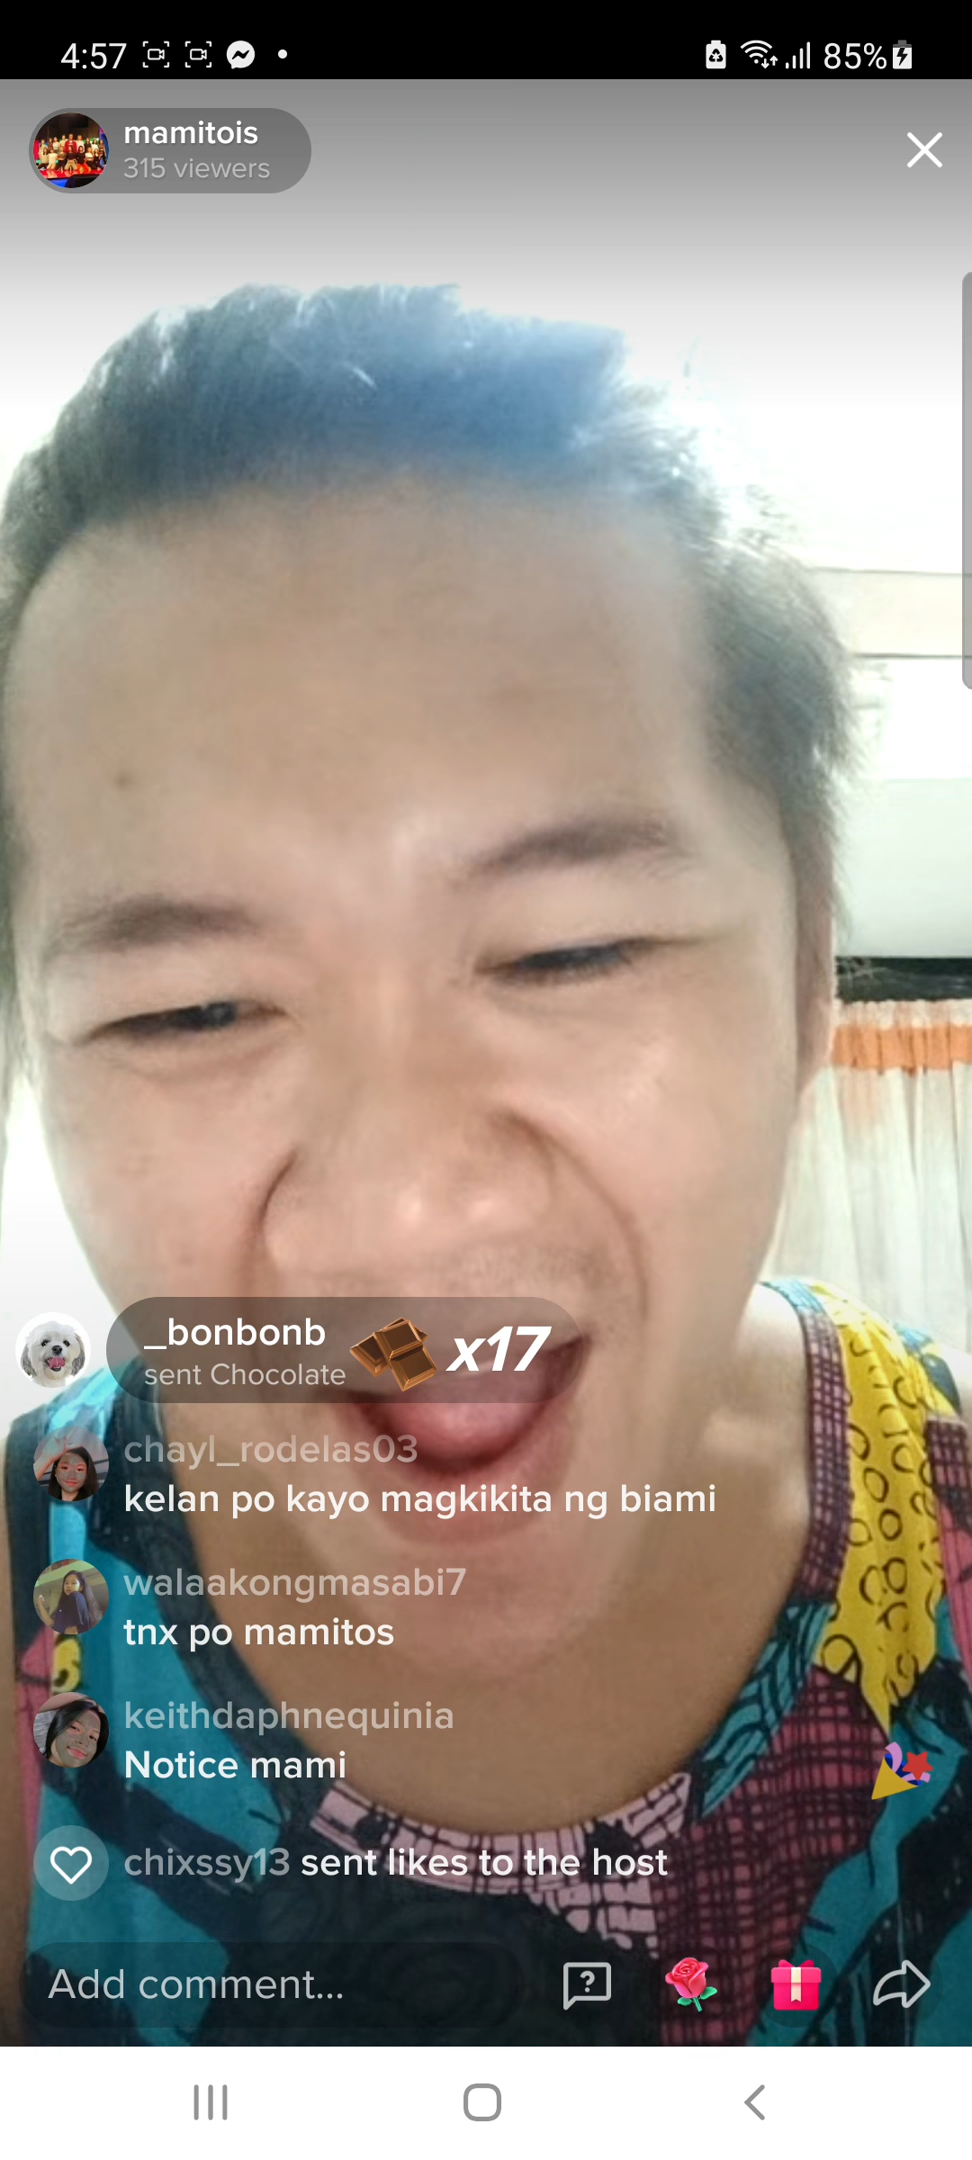 4:57
85%
mamitois
315 viewers
_bonbonb
sent Chocolate
x17
chayl_rodelas03
kelan po kayo magkikita ng biami
walaakongmasabi7
tnx po mamitos
keithdaphnequinia
Notice mami
chixssy13 sent likes to the host
Add comment...